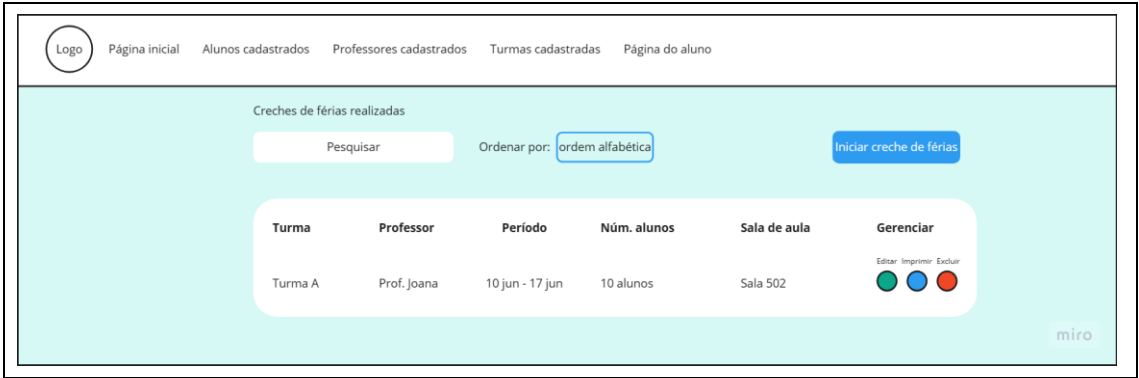 Logo Página inicial Alunos cadastrados Professores cadastrados Turmas cadastradas Página do aluno
Creches de férias realizadas
Pesquisar Ordenar por: ordem alfabética Iniciar creche de férias
Turma Professor Período Núm. alunos Sala de aula Gerenciar
Editar Imprimir Excluir
Turma A Prof. Joana 10 jun - 17 jun 10 alunos Sala 502
miro